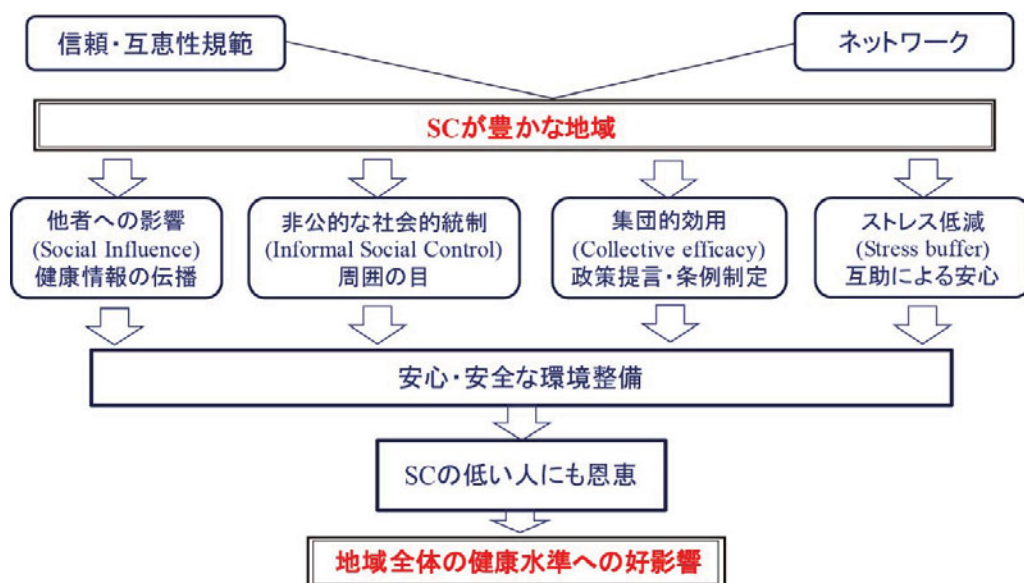 信頼・互恵性規範
ネットワーク
SCが豊かな地域
他者への影響
(Social Influence)
健康情報の伝播
非公的な社会的統制
(Informal Social Control)
周囲の目
集団的効用
(Collective efficacy)
政策提言・条例制定
ストレス低減
(Stress buffer)
互助による安心
安心・安全な環境整備
SCの低い人にも恩恵
地域全体の健康水準への好影響